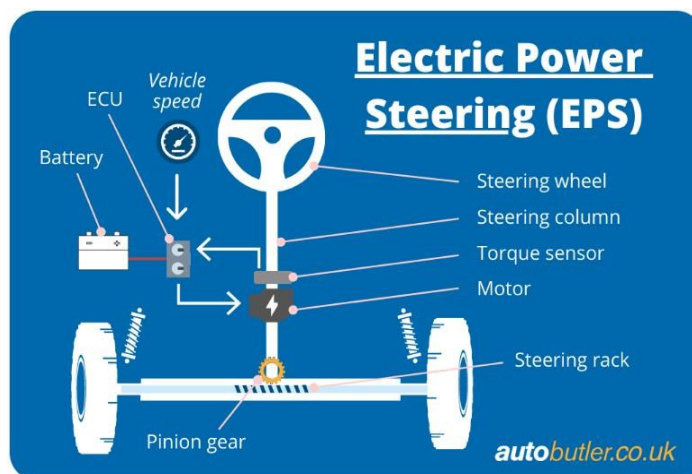 Electric Power
Steering (EPS)
Vehicle
speed
ECU
Battery
Steering wheel
Steering column
Torque sensor
Motor
Steering rack
Pinion gear
autobutler.co.uk